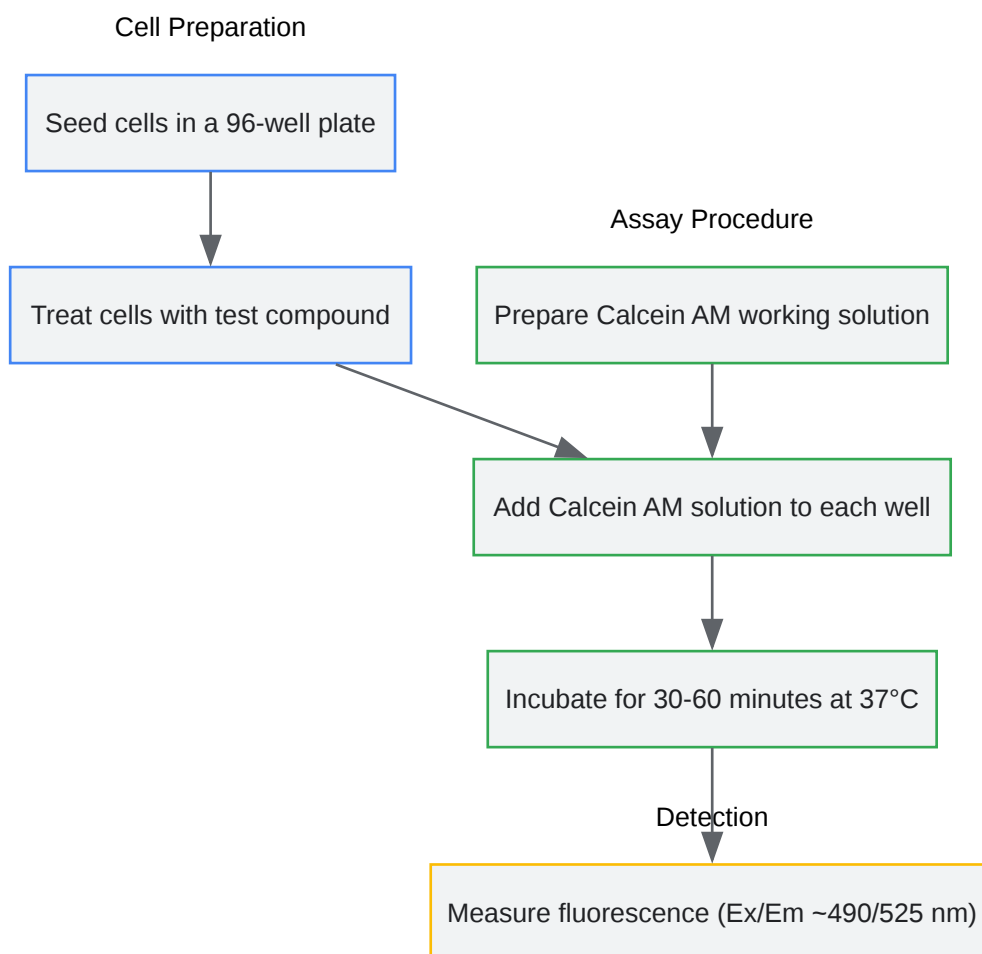 Cell Preparation
Seed cells in a 96-well plate
Assay Procedure
Treat cells with test compound
Prepare Calcein AM working solution
Add Calcein AM solution to each well
Incubate for 30-60 minutes at 37°C
Detection
Measure fluorescence (Ex/Em ~490/525 nm)